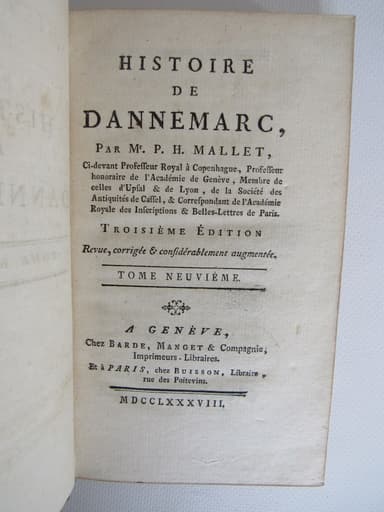 HISTOIRE
DE
DANNEMARC,
PAR Mr. P. H. MALLET,
Ci-devant Professeur Royal à Copenhague, Professeur
honoraire de l'Académie de Genève, Membre de
celles d'Upsal & de Lyon, de la Société des
Antiquités de Cassel, & Correspondant de l'Académie
Royale des Inscriptions & Belles-Lettres de Paris.
TROISIÈME ÉDITION
Revue, corrigée & considérablement augmentée.
TOME NEUVIÉME.
A GENÈVE,
Chez BARDE, MANGET & Compagnie,
Imprimeurs-Libraires.
Et à PARIS, chez BUISSON, Libraire,
rue des Poitevins.
MDCCLXXXVIII.